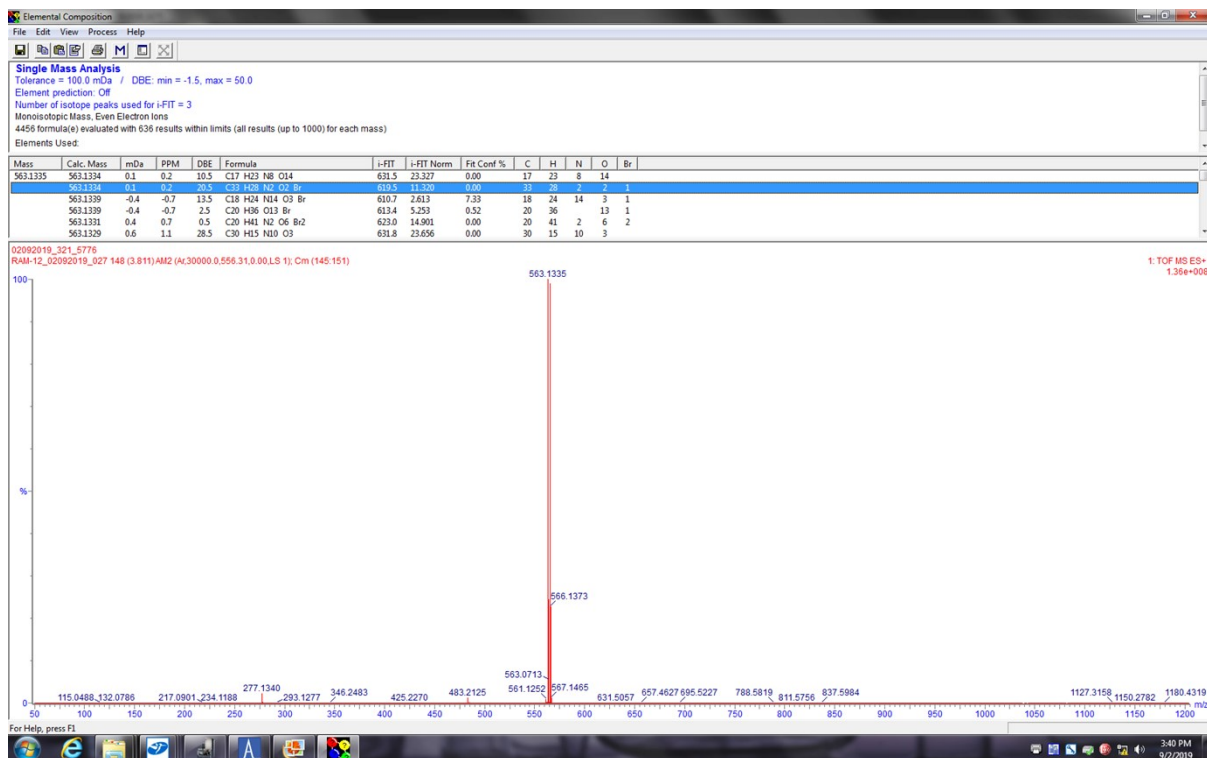 Elemental Composition
File Edit View Process Help
Single Mass Analysis
Tolerance = 100.0 mDa / DBE: min = -1.5, max = 50.0
Element prediction: Off
Number of isotope peaks used for i-FIT = 3
Monoisotopic Mass, Even Electron Ions
4456 formula(e) evaluated with 636 results within limits (all results (up to 1000) for each mass)
Elements Used:
Mass Calc. Mass mDa PPM DBE Formula i-FIT i-FIT Norm Fit Conf % C H N O Br
563.1335 563.1334 0.1 0.2 10.5 C17 H23 N8 O14 631.5 23.327 0.00 17 23 8 14
563.1334 0.1 0.2 20.5 C33 H28 N2 O2 Br 619.5 11.320 0.00 33 28 2 2 1
563.1339 -0.4 -0.7 13.5 C18 H24 N14 O3 Br 610.7 2.613 7.33 18 24 14 3 1
563.1339 -0.4 -0.7 2.5 C20 H36 O13 Br 613.4 5.253 0.52 20 36 13 1
563.1331 0.4 0.7 0.5 C20 H41 N2 O6 Br2 623.0 14.901 0.00 20 41 2 6 2
563.1329 0.6 1.1 28.5 C30 H15 N10 O3 631.8 23.656 0.00 30 15 10 3
02092019_321_5776
RAM-12_02092019_027 148 (3.811) AM2 (Ar,30000.0,556.31,0.00,LS 1); Cm (145:151)
1: TOF MS ES+
1.36e+008
100
%
0
563.1335
566.1373
563.0713
561.1252
567.1465
115.0488
132.0786
217.0901
234.1188
277.1340
293.1277
346.2483
425.2270
483.2125
631.5057
657.4627
695.5227
788.5819
811.5756
837.5984
1127.3158
1150.2782
1180.4319
m/z
50 100 150 200 250 300 350 400 450 500 550 600 650 700 750 800 850 900 950 1000 1050 1100 1150 1200
For Help, press F1
3:40 PM
9/2/2019